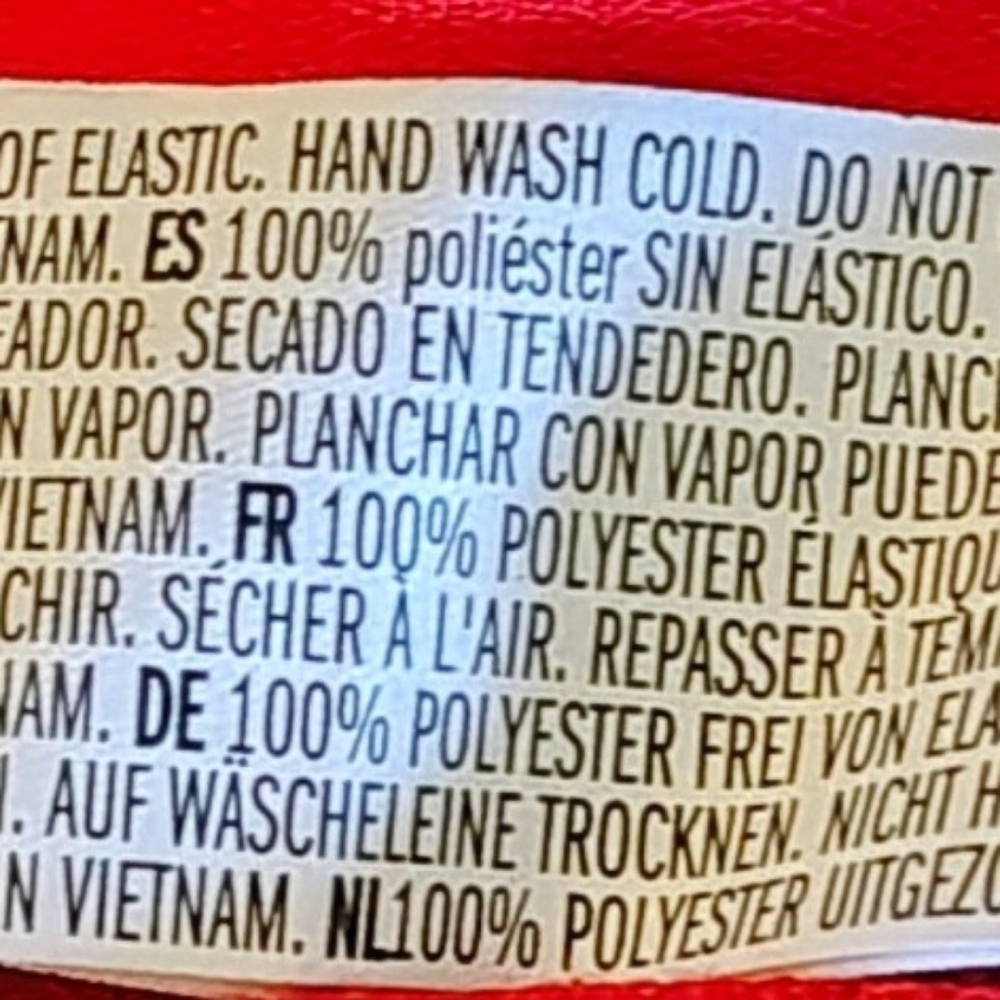 OF ELASTIC. HAND WASH COLD. DO NOT
NAM. ES 100% poliéster SIN ELÁSTICO.
EADOR. SECADO EN TENDEDERO. PLANC
N VAPOR. PLANCHAR CON VAPOR PUEDE
VIETNAM. FR 100% POLYESTER ÉLASTIQU
CHIR. SÉCHER À L'AIR. REPASSER À TEM
NAM. DE 100% POLYESTER FREI VON ELA
. AUF WÄSCHELEINE TROCKNEN. NICHT H
N VIETNAM. NL100% POLYESTER UITGEZO